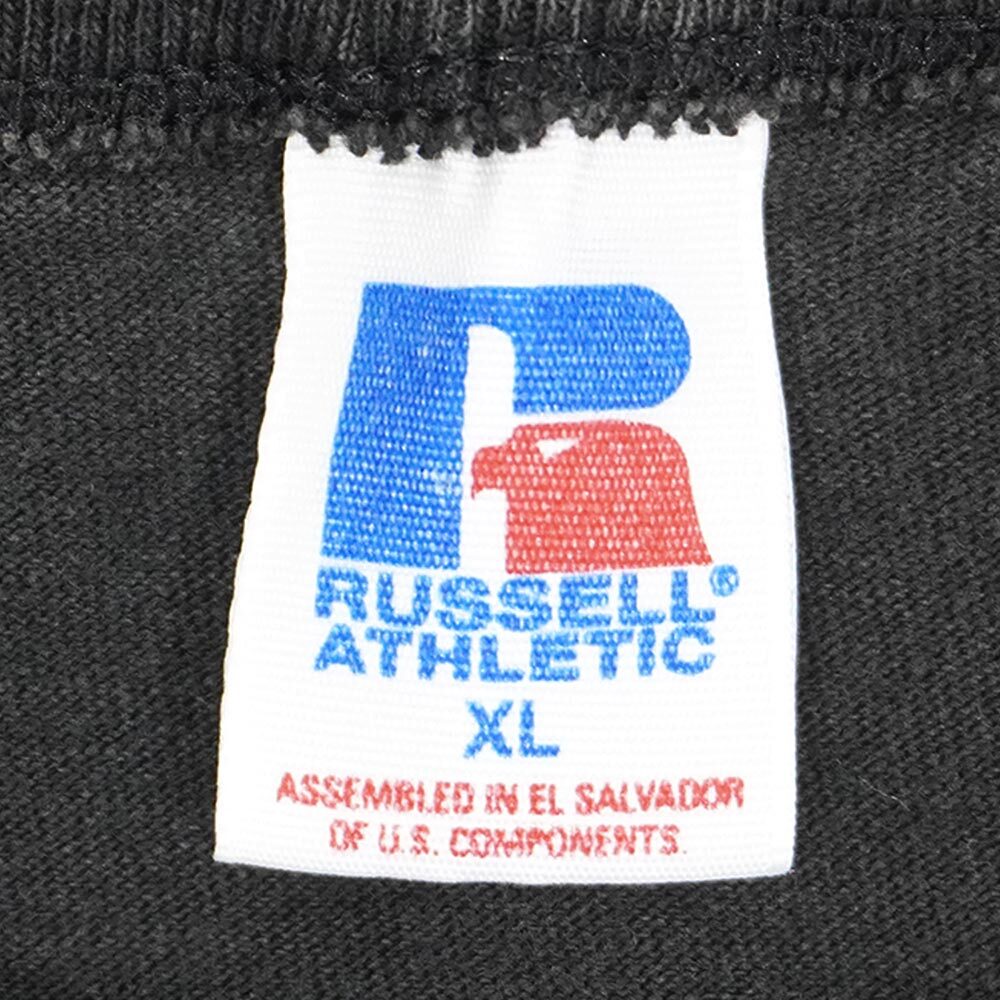 R
RUSSELL®
ATHLETIC
XL
ASSEMBLED IN EL SALVADOR
OF U.S. COMPONENTS.